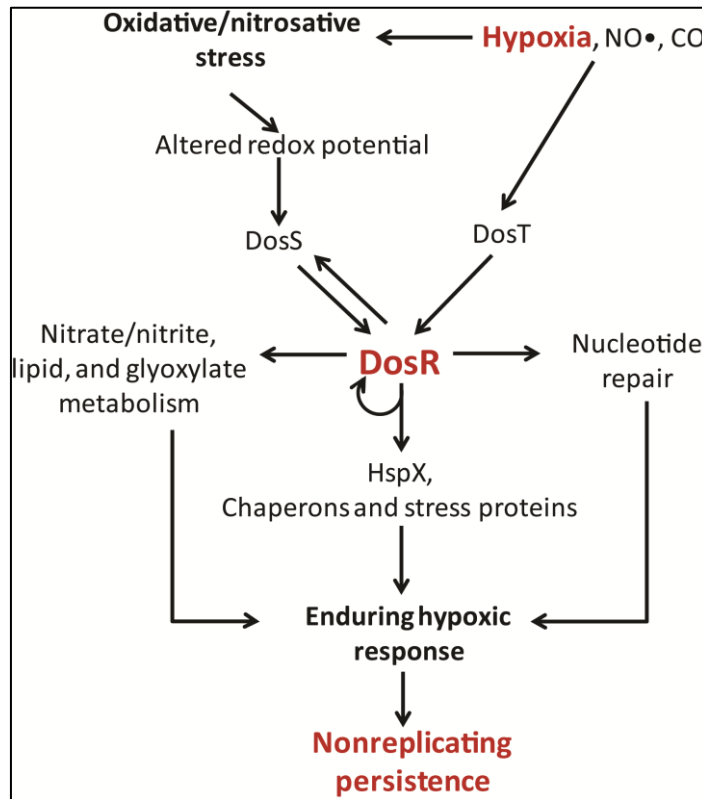 Oxidative/nitrosative
stress
Hypoxia, NO•, CO
Altered redox potential
DosS
DosT
Nitrate/nitrite,
lipid, and glyoxylate
metabolism
DosR
Nucleotide
repair
HspX,
Chaperons and stress proteins
Enduring hypoxic
response
Nonreplicating
persistence